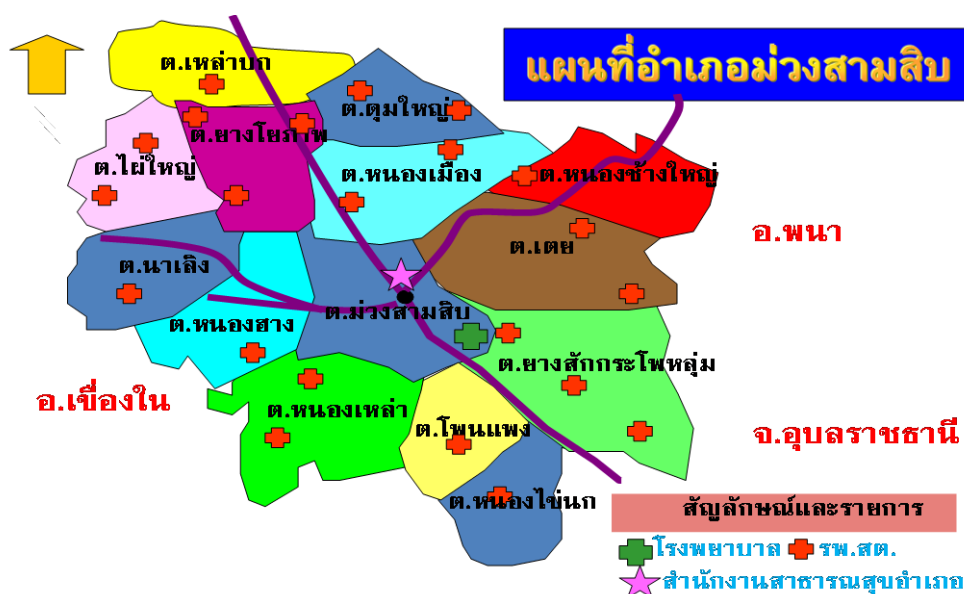 แผนที่อำเภอม่วงสามสิบ
ต.เหล่าบก
ต.ตุมใหญ่
ต.ยางโยภาพ
ต.ไผ่ใหญ่
ต.หนองเมือง
ต.หนองช้างใหญ่
อ.พนา
ต.เตย
ต.นาเลิง
ต.ม่วงสามสิบ
ต.หนองฮาง
ต.ยางสักกระโพหลุ่ม
อ.เขื่องใน
ต.หนองเหล่า
ต.โพนแพง
จ.อุบลราชธานี
ต.หนองไข่นก
สัญลักษณ์และรายการ
โรงพยาบาล รพ.สต.
สำนักงานสาธารณสุขอำเภอ